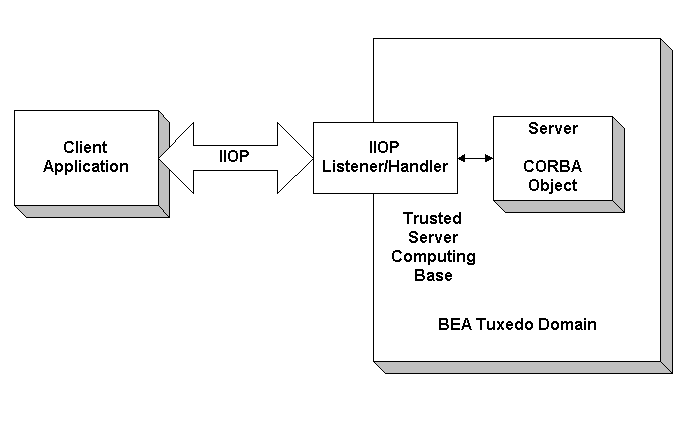 Client
Application
IIOP
IIOP
Listener/Handler
Server
CORBA
Object
Trusted
Server
Computing
Base
BEA Tuxedo Domain